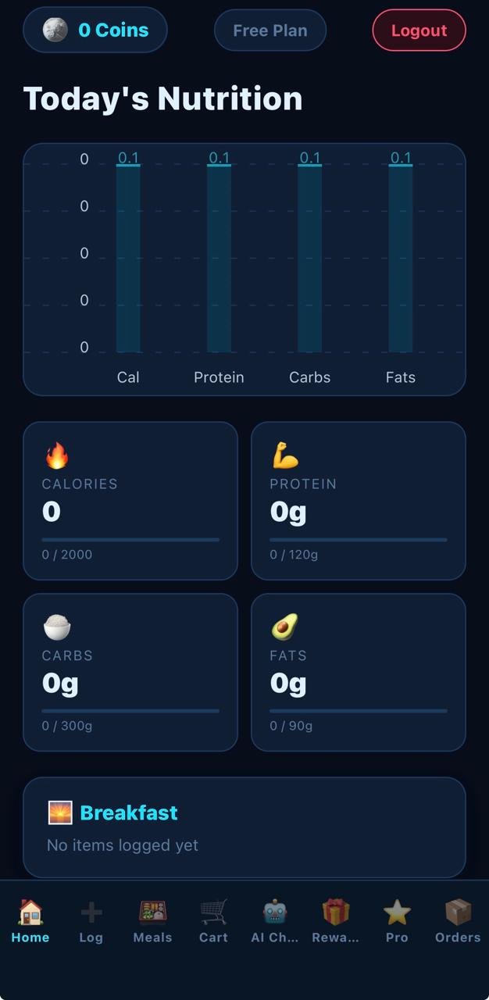 0 Coins
Free Plan
Logout
Today's Nutrition
0 0.1 0.1 0.1 0.1
0
0
0
0
Cal Protein Carbs Fats
CALORIES
0
0 / 2000
PROTEIN
0g
0 / 120g
CARBS
0g
0 / 300g
FATS
0g
0 / 90g
Breakfast
No items logged yet
Home Log Meals Cart AI Ch... Rewa... Pro Orders